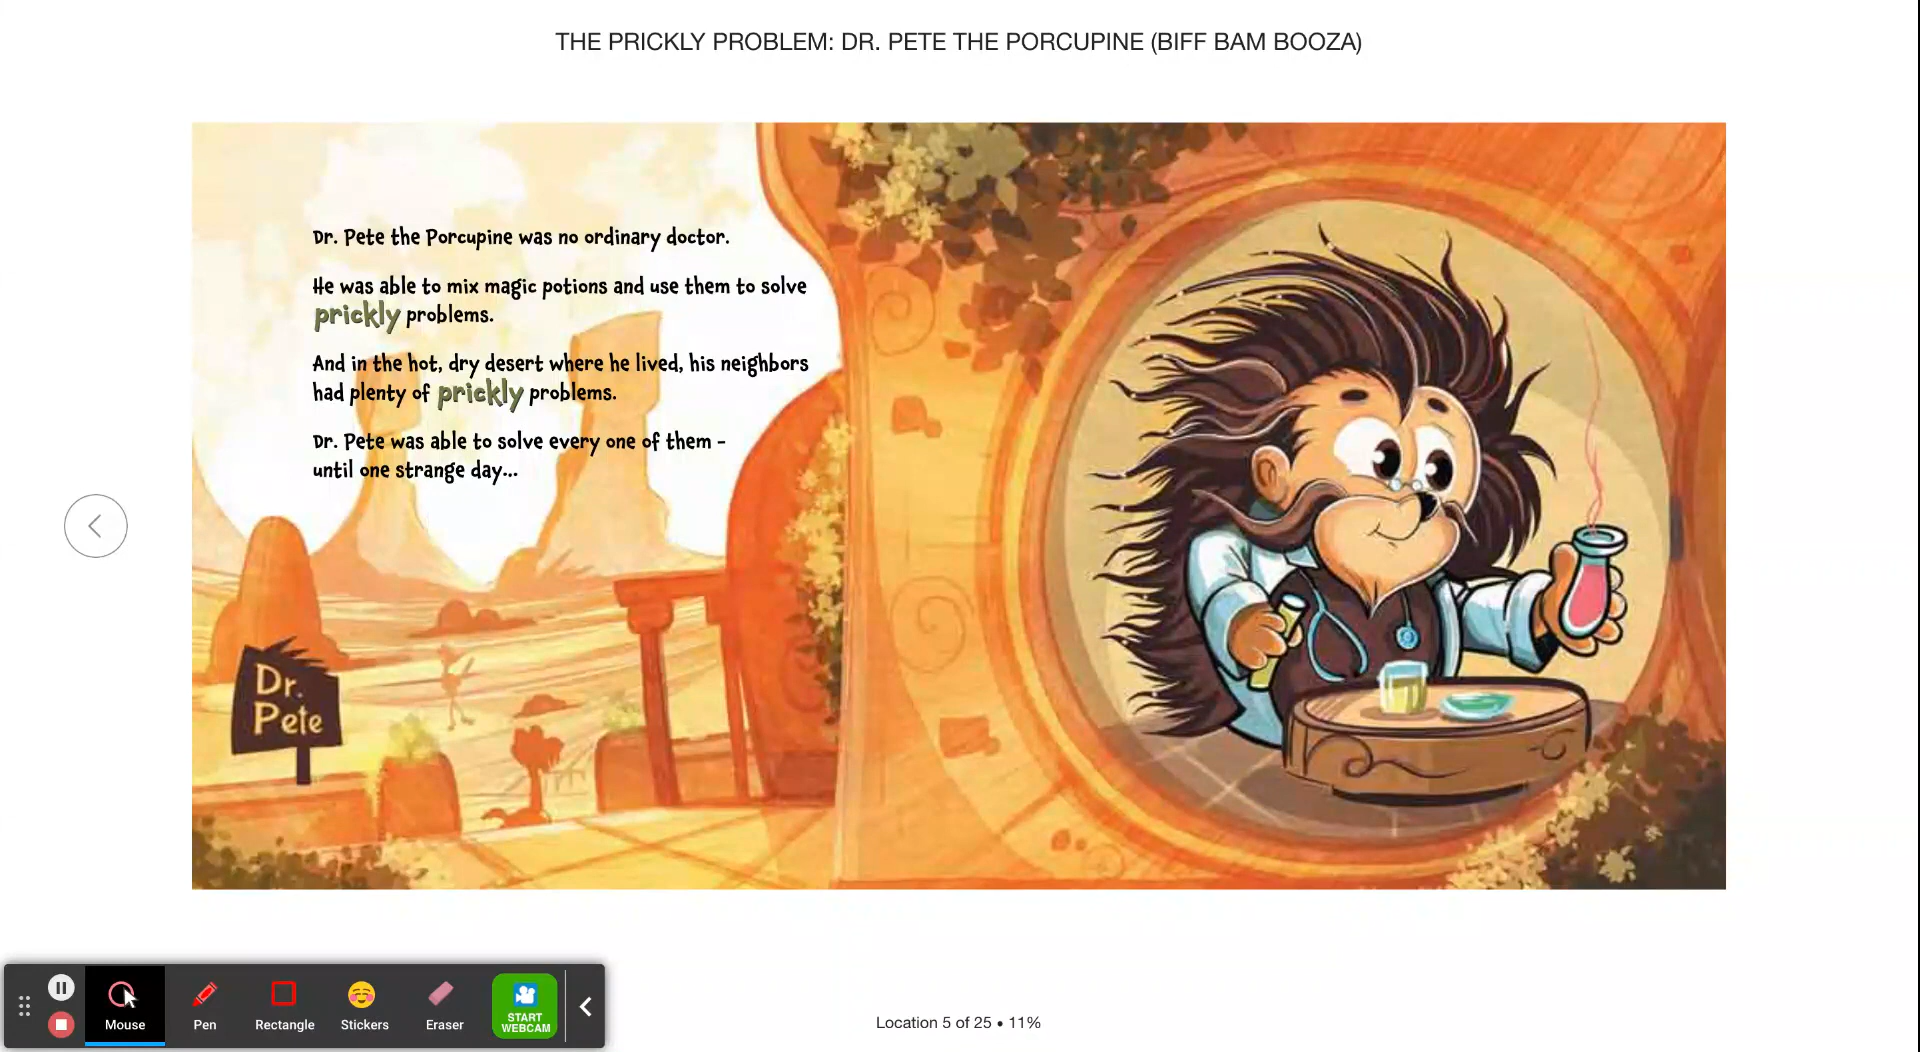 THE PRICKLY PROBLEM: DR. PETE THE PORCUPINE (BIFF BAM BOOZA)
Dr. Pete the Porcupine was no ordinary doctor.
He was able to mix magic potions and use them to solve
prickly problems.
And in the hot, dry desert where he lived, his neighbors
had plenty of prickly problems.
Dr. Pete was able to solve every one of them -
until one strange day...
Dr.
Pete
Mouse
Pen
Rectangle
Stickers
Eraser
START
WEBCAM
Location 5 of 25 • 11%